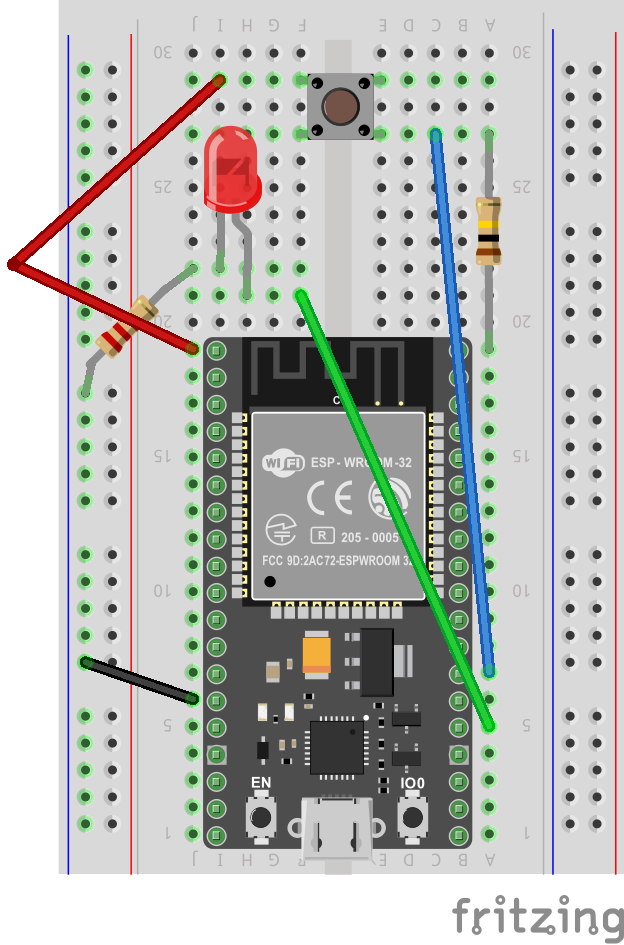 J I H G F E D C B A
30 30
25 25
20 20
C
WiFi ESP - WROOM-32
CE
15 15
R 205 - 0005
FCC 9D:2AC72-ESPWROOM 32
10 10
5 5
EN IO0
1 1
J I H G F E D C B A
fritzing